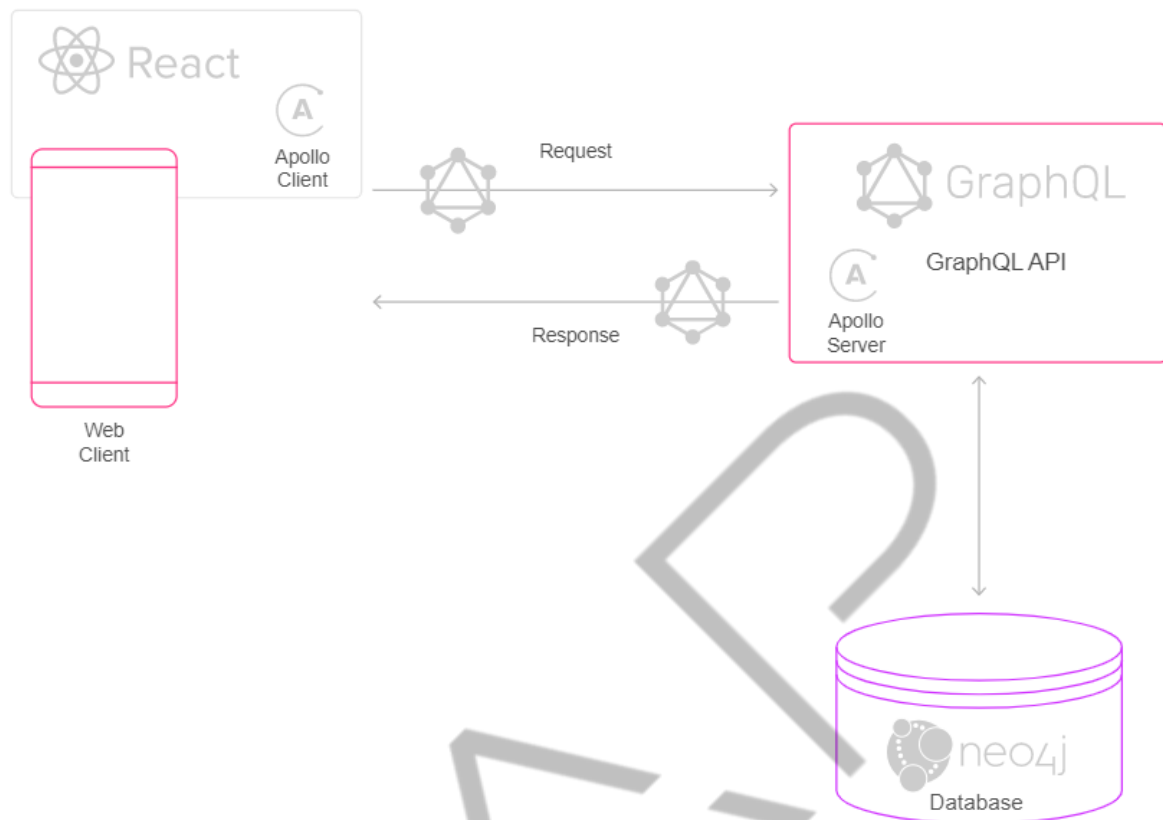 React
A
Apollo
Client
Request
GraphQL
GraphQL API
A
Apollo
Server
Response
Web
Client
neo4j
Database